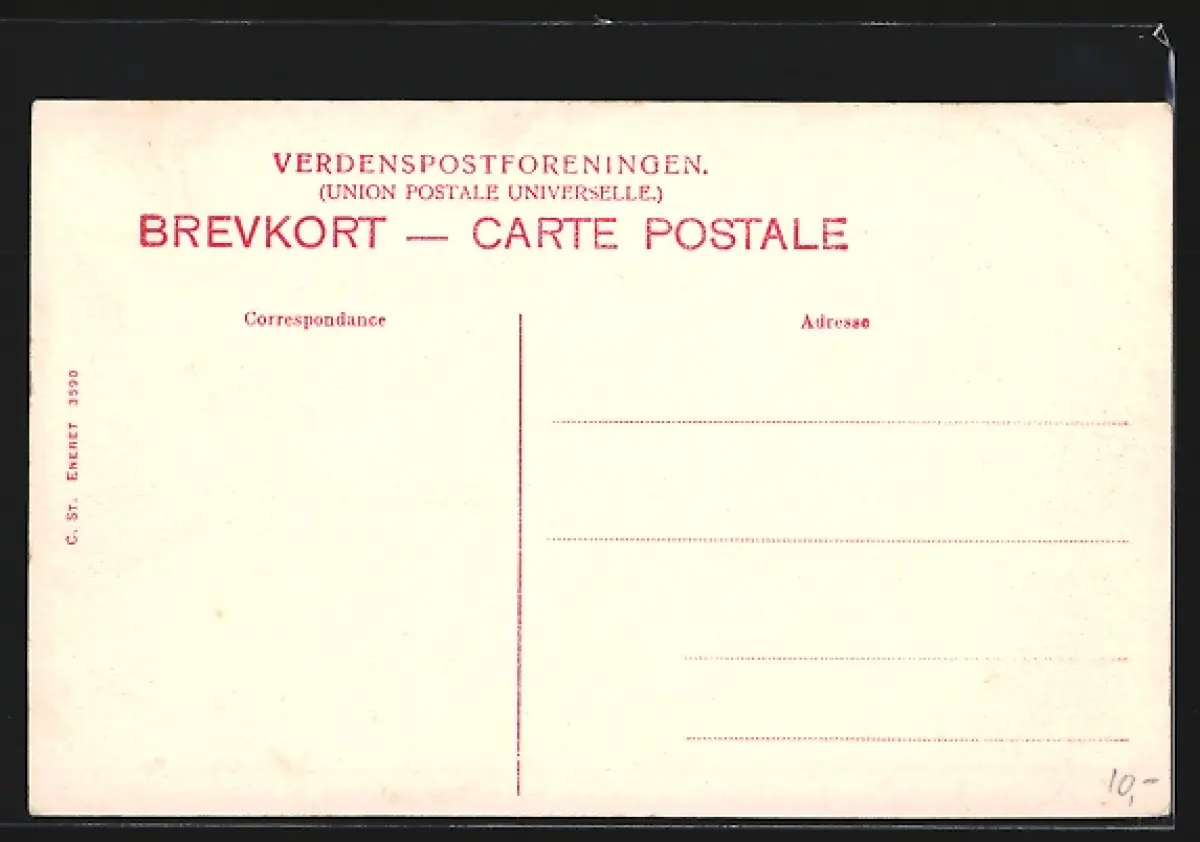 VERDENSPOSTFORENINGEN.
(UNION POSTALE UNIVERSELLE.)
BREVKORT — CARTE POSTALE
Correspondance
Adresse
C. ST. ENERET 3590
10,-